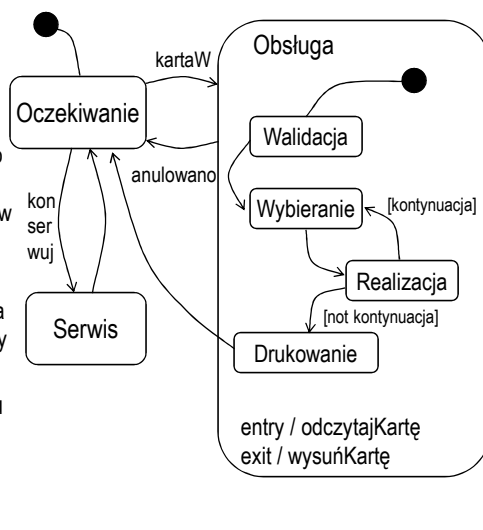 kartaW
Obsługa
Oczekiwanie
Walidacja
anulowano
kon
ser
wuj
Wybieranie
[kontynuacja]
Realizacja
[not kontynuacja]
Serwis
Drukowanie
entry / odczytajKartę
exit / wysuńKartę